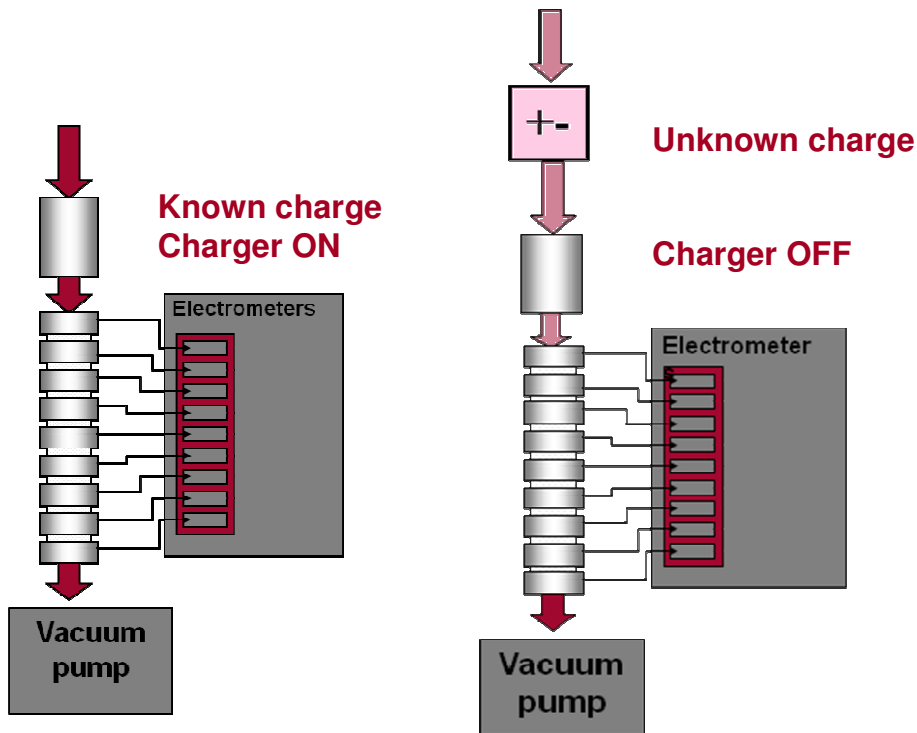 Known charge
Charger ON
Electrometers
Vacuum
pump
+-
Unknown charge
Charger OFF
Electrometer
Vacuum
pump